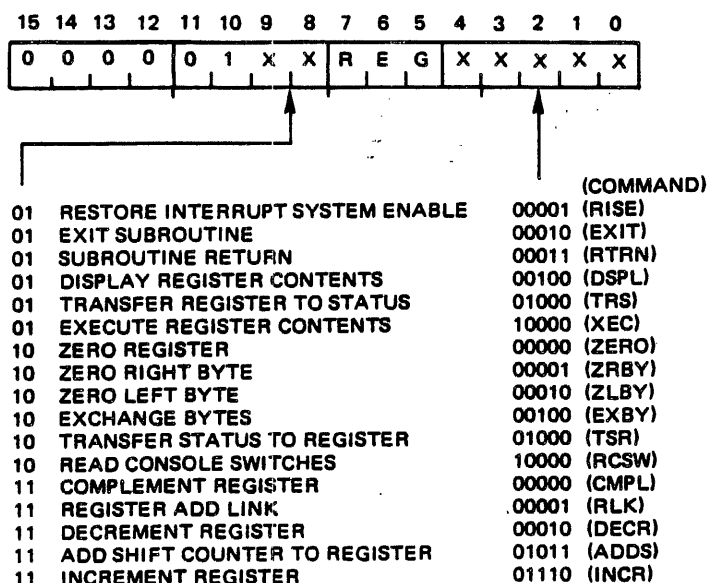 15 14 13 12 11 10 9 8 7 6 5 4 3 2 1 0
0 0 0 0 0 1 X X R E G X X X X X
(COMMAND)
01 RESTORE INTERRUPT SYSTEM ENABLE 00001 (RISE)
01 EXIT SUBROUTINE 00010 (EXIT)
01 SUBROUTINE RETURN 00011 (RTRN)
01 DISPLAY REGISTER CONTENTS 00100 (DSPL)
01 TRANSFER REGISTER TO STATUS 01000 (TRS)
01 EXECUTE REGISTER CONTENTS 10000 (XEC)
10 ZERO REGISTER 00000 (ZERO)
10 ZERO RIGHT BYTE 00001 (ZRBY)
10 ZERO LEFT BYTE 00010 (ZLBY)
10 EXCHANGE BYTES 00100 (EXBY)
10 TRANSFER STATUS TO REGISTER 01000 (TSR)
10 READ CONSOLE SWITCHES 10000 (RCSW)
11 COMPLEMENT REGISTER 00000 (CMPL)
11 REGISTER ADD LINK 00001 (RLK)
11 DECREMENT REGISTER 00010 (DECR)
11 ADD SHIFT COUNTER TO REGISTER 01011 (ADDS)
11 INCREMENT REGISTER 01110 (INCR)